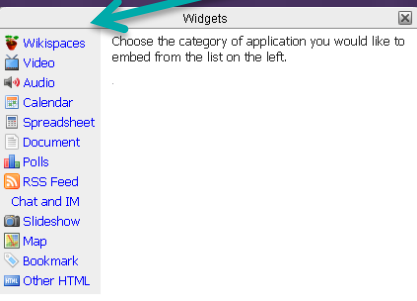 Widgets
Wikispaces
Video
Audio
Calendar
Spreadsheet
Document
Polls
RSS Feed
Chat and IM
Slideshow
Map
Bookmark
Other HTML
Choose the category of application you would like to
embed from the list on the left.